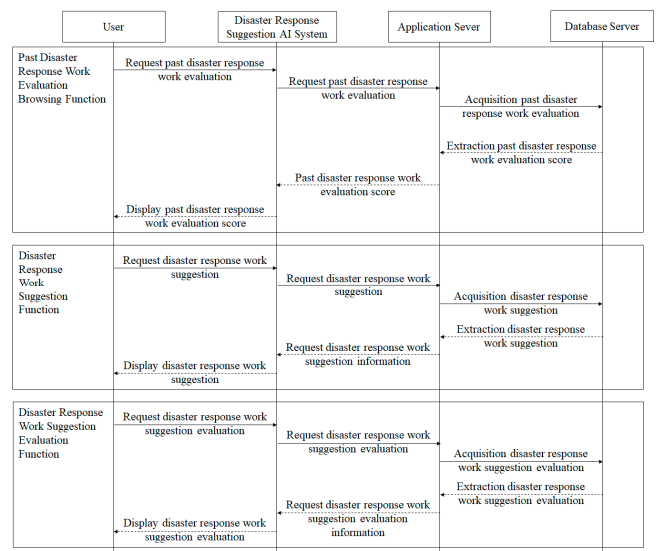 User
Disaster Response
Suggestion AI System
Application Sever
Database Server
Past Disaster
Response Work
Evaluation
Browsing Function
Request past disaster response
work evaluation
Request past disaster response
work evaluation
Acquisition past disaster
response work evaluation
Extraction past disaster response
work evaluation score
Past disaster response work
evaluation score
Display past disaster response
work evaluation score
Disaster
Response
Work
Suggestion
Function
Request disaster response work
suggestion
Request disaster response work
suggestion
Acquisition disaster response
work suggestion
Extraction disaster response
work suggestion
Request disaster response work
suggestion information
Display disaster response work
suggestion
Disaster Response
Work Suggestion
Evaluation
Function
Request disaster response work
suggestion evaluation
Request disaster response work
suggestion evaluation
Acquisition disaster response
work suggestion evaluation
Extraction disaster response
work suggestion evaluation
Request disaster response work
suggestion evaluation
information
Display disaster response work
suggestion evaluation